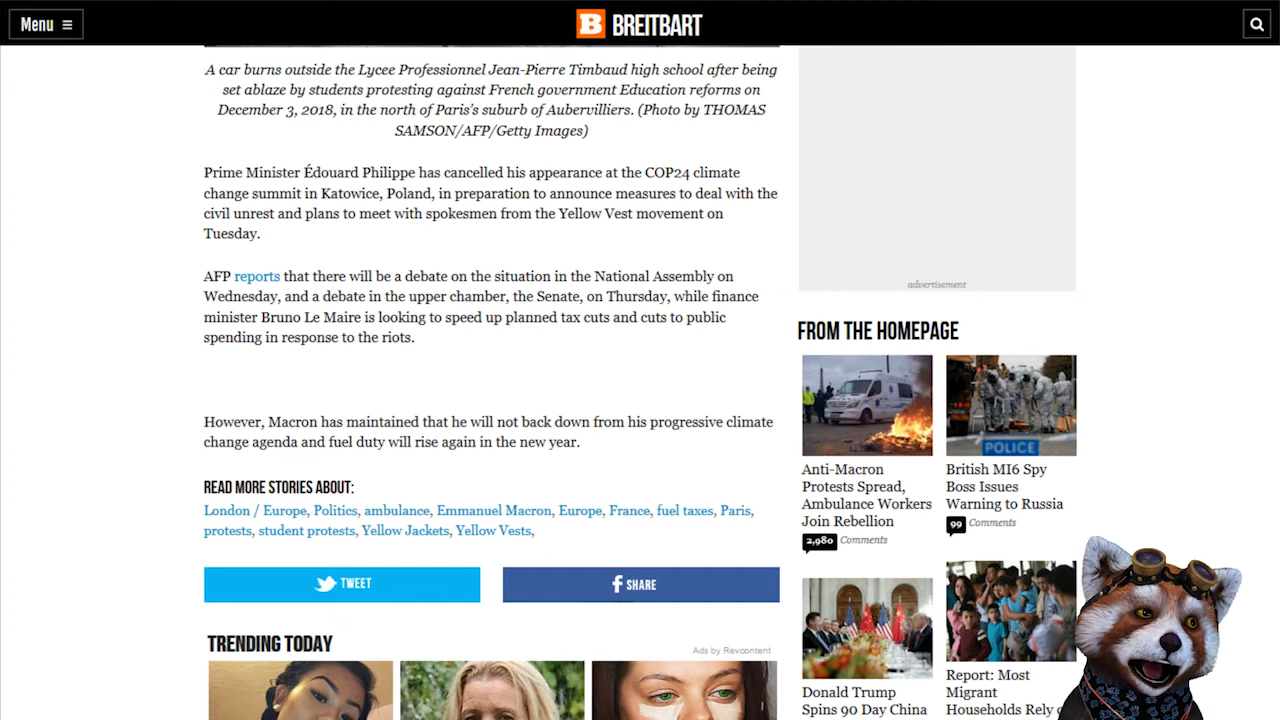 Menu
BREITBART
A car burns outside the Lycee Professionnel Jean-Pierre Timbaud high school after being
set ablaze by students protesting against French government Education reforms on
December 3, 2018, in the north of Paris's suburb of Aubervilliers. (Photo by THOMAS
SAMSON/AFP/Getty Images)
Prime Minister Édouard Philippe has cancelled his appearance at the COP24 climate
change summit in Katowice, Poland, in preparation to announce measures to deal with the
civil unrest and plans to meet with spokesmen from the Yellow Vest movement on
Tuesday.
AFP reports that there will be a debate on the situation in the National Assembly on
Wednesday, and a debate in the upper chamber, the Senate, on Thursday, while finance
minister Bruno Le Maire is looking to speed up planned tax cuts and cuts to public
spending in response to the riots.
However, Macron has maintained that he will not back down from his progressive climate
change agenda and fuel duty will rise again in the new year.
READ MORE STORIES ABOUT:
London / Europe, Politics, ambulance, Emmanuel Macron, Europe, France, fuel taxes, Paris,
protests, student protests, Yellow Jackets, Yellow Vests,
TWEET
SHARE
TRENDING TODAY
Ads by Revcontent
advertisement
FROM THE HOMEPAGE
POLICE
Anti-Macron
Protests Spread,
Ambulance Workers
Join Rebellion
2,980 Comments
British MI6 Spy
Boss Issues
Warning to Russia
99 Comments
Donald Trump
Spins 90 Day China
Report: Most
Migrant
Households Rely